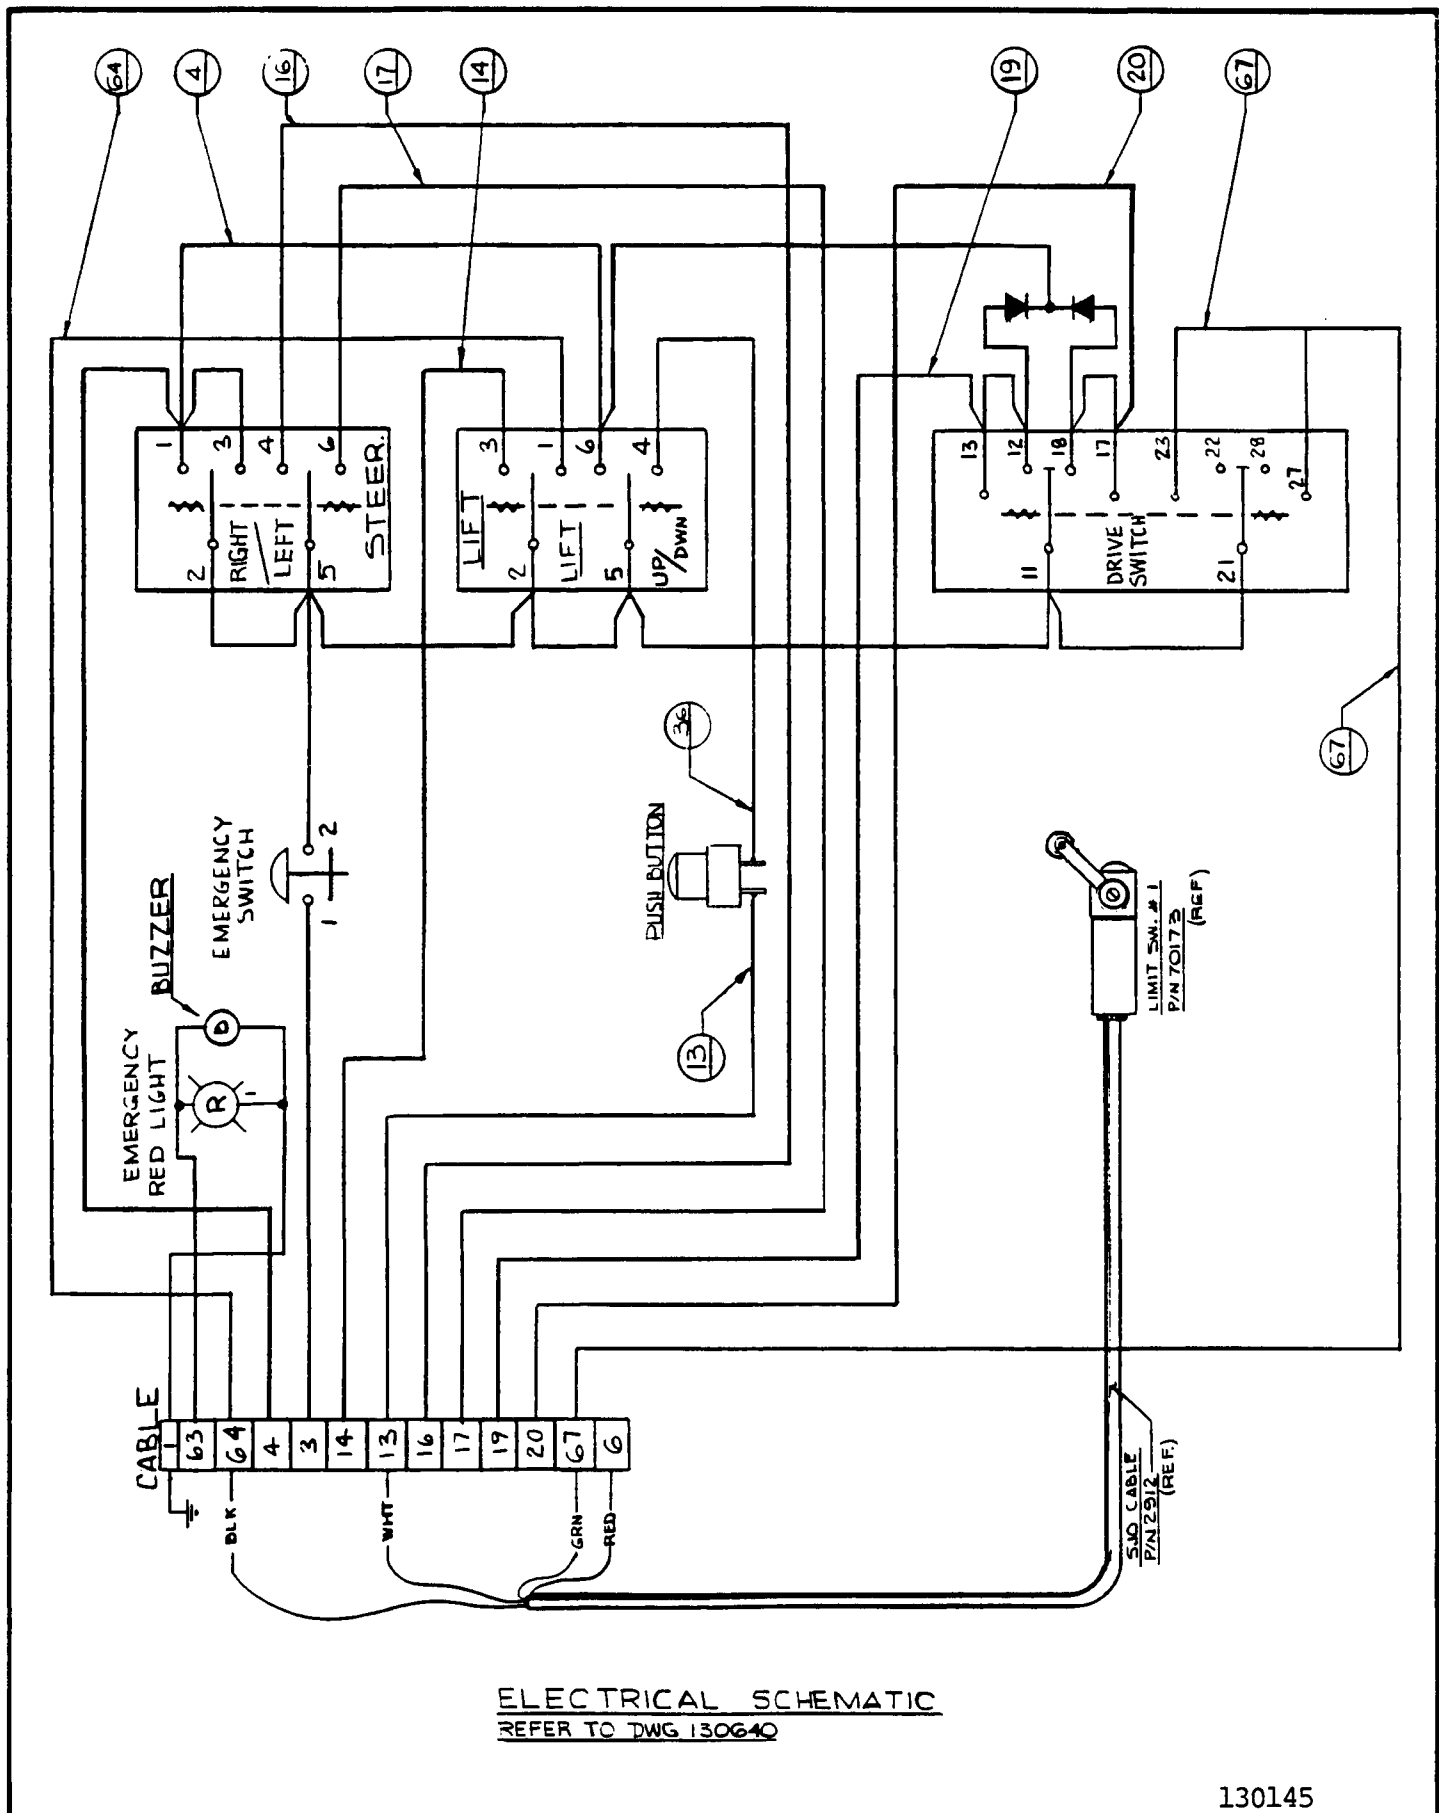 64
4
16
17
14
19
20
67
1
3
4
6
STEER.
RIGHT/
LEFT
2
5
3
1
6
4
LIFT
LIFT
UP/DWN
2
5
13
12
18
17
23
22
28
27
DRIVE
SWITCH
11
21
36
67
EMERGENCY
SWITCH
2
1
BUZZER
EMERGENCY
RED LIGHT
R
1
PUSH BUTTON
13
LIMIT SW. #1
P/N 70173
(REF)
CABLE
1
63
64
4
3
14
13
16
17
19
20
67
6
BLK
WHT
GRN
RED
SJO CABLE
P/N 2912
(REF.)
ELECTRICAL SCHEMATIC
REFER TO DWG 130640
130145